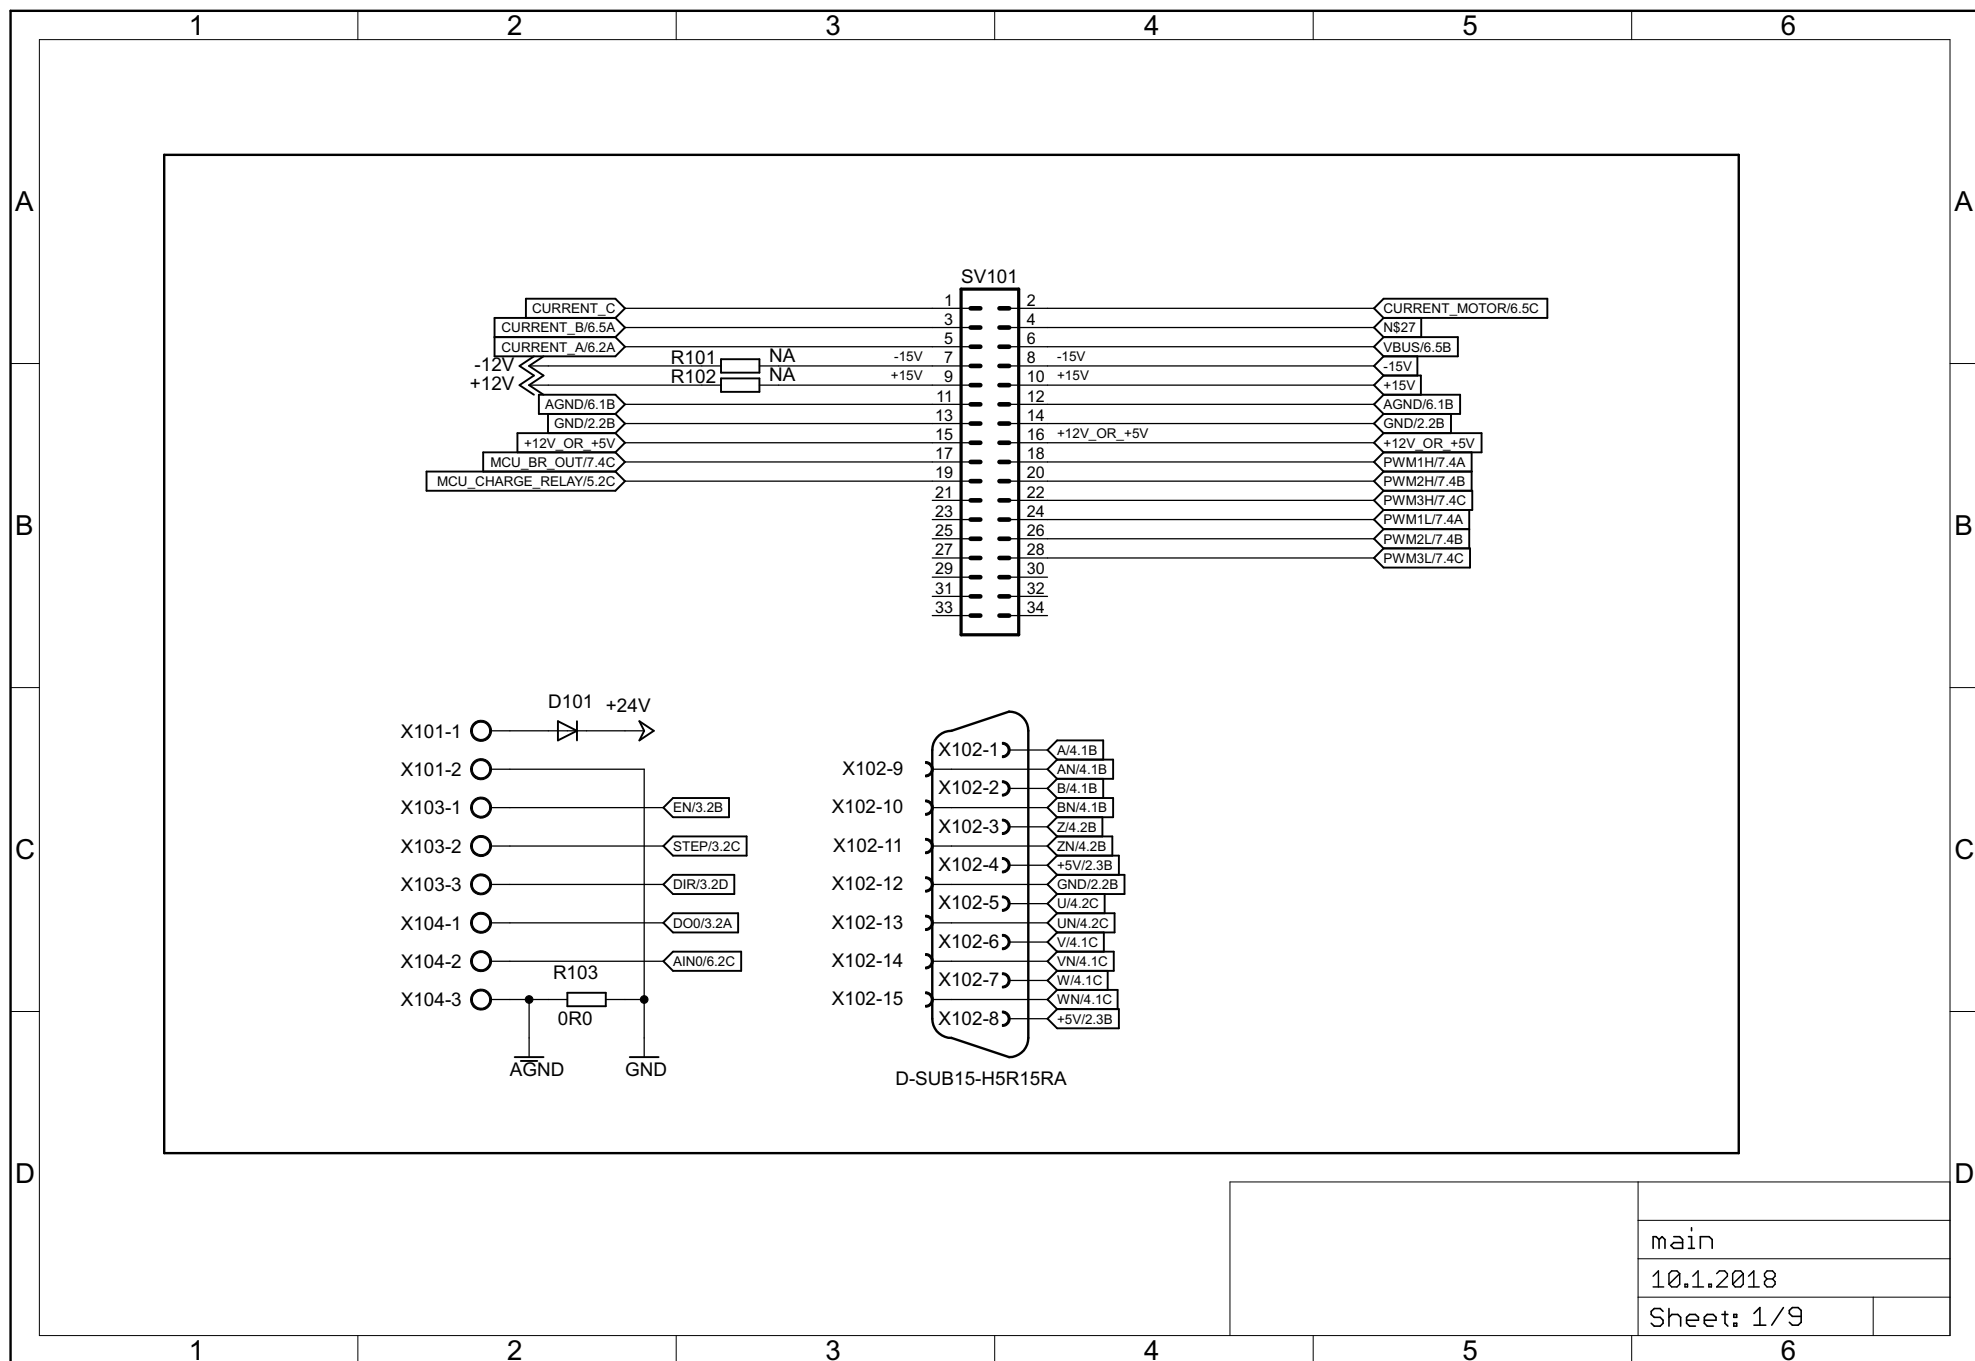 1 2 3 4 5 6
A A
SV101
CURRENT_C 1 2 CURRENT_MOTOR/6.5C
CURRENT_B/6.5A 3 4 N$27
CURRENT_A/6.2A 5 6 VBUS/6.5B
-12V R101 NA -15V 7 8 -15V -15V
+12V R102 NA +15V 9 10 +15V +15V
AGND/6.1B 11 12 AGND/6.1B
GND/2.2B 13 14 GND/2.2B
+12V_OR_+5V 15 16 +12V_OR_+5V +12V_OR_+5V
MCU_BR_OUT/7.4C 17 18 PWM1H/7.4A
MCU_CHARGE_RELAY/5.2C 19 20 PWM2H/7.4B
21 22 PWM3H/7.4C
B 23 24 PWM1L/7.4A B
25 26 PWM2L/7.4B
27 28 PWM3L/7.4C
29 30
31 32
33 34
D101 +24V
X101-1
X101-2
X103-1 EN/3.2B
X103-2 STEP/3.2C
X103-3 DIR/3.2D
X104-1 DO0/3.2A
X104-2 AIN0/6.2C
R103
X104-3
0R0
AGND GND
X102-1 A/4.1B
X102-9 AN/4.1B
X102-2 B/4.1B
X102-10 BN/4.1B
X102-3 Z/4.2B
X102-11 ZN/4.2B
C C
X102-4 +5V/2.3B
X102-12 GND/2.2B
X102-5 U/4.2C
X102-13 UN/4.2C
X102-6 V/4.1C
X102-14 VN/4.1C
X102-7 W/4.1C
X102-15 WN/4.1C
X102-8 +5V/2.3B
D-SUB15-H5R15RA
D D
main
10.1.2018
Sheet: 1/9
1 2 3 4 5 6